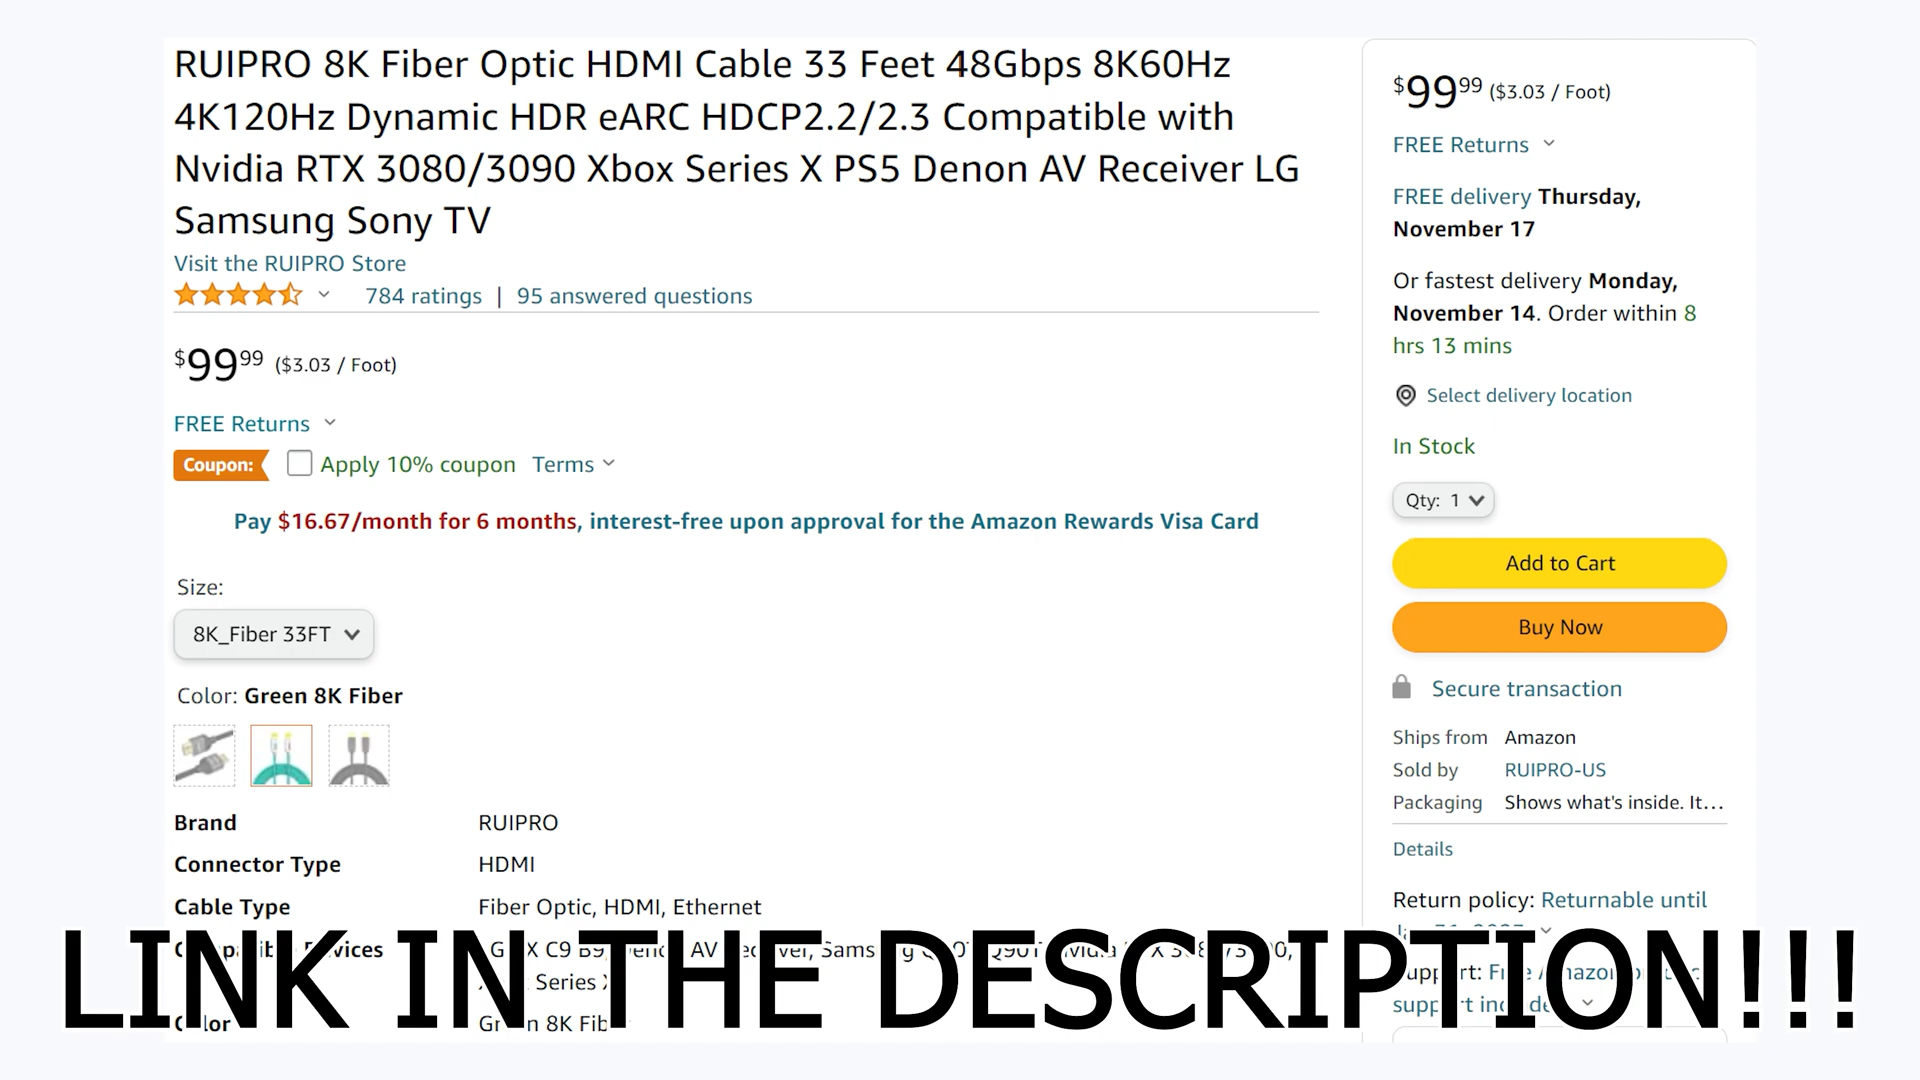 RUIPRO 8K Fiber Optic HDMI Cable 33 Feet 48Gbps 8K60Hz
4K120Hz Dynamic HDR eARC HDCP2.2/2.3 Compatible with
Nvidia RTX 3080/3090 Xbox Series X PS5 Denon AV Receiver LG
Samsung Sony TV
Visit the RUIPRO Store
784 ratings | 95 answered questions
$99 99 ($3.03 / Foot)
FREE Returns
Coupon: Apply 10% coupon Terms
Pay $16.67/month for 6 months, interest-free upon approval for the Amazon Rewards Visa Card
Size:
8K_Fiber 33FT
Color: Green 8K Fiber
Brand RUIPRO
Connector Type HDMI
Cable Type Fiber Optic, HDMI, Ethernet
C9 AV
Series
8K
$99 99 ($3.03 / Foot)
FREE Returns
FREE delivery Thursday,
November 17
Or fastest delivery Monday,
November 14. Order within 8
hrs 13 mins
Select delivery location
In Stock
Qty: 1
Add to Cart
Buy Now
Secure transaction
Ships from Amazon
Sold by RUIPRO-US
Packaging Shows what's inside. It...
Details
Return policy: Returnable until
LINK IN THE DESCRIPTION!!!